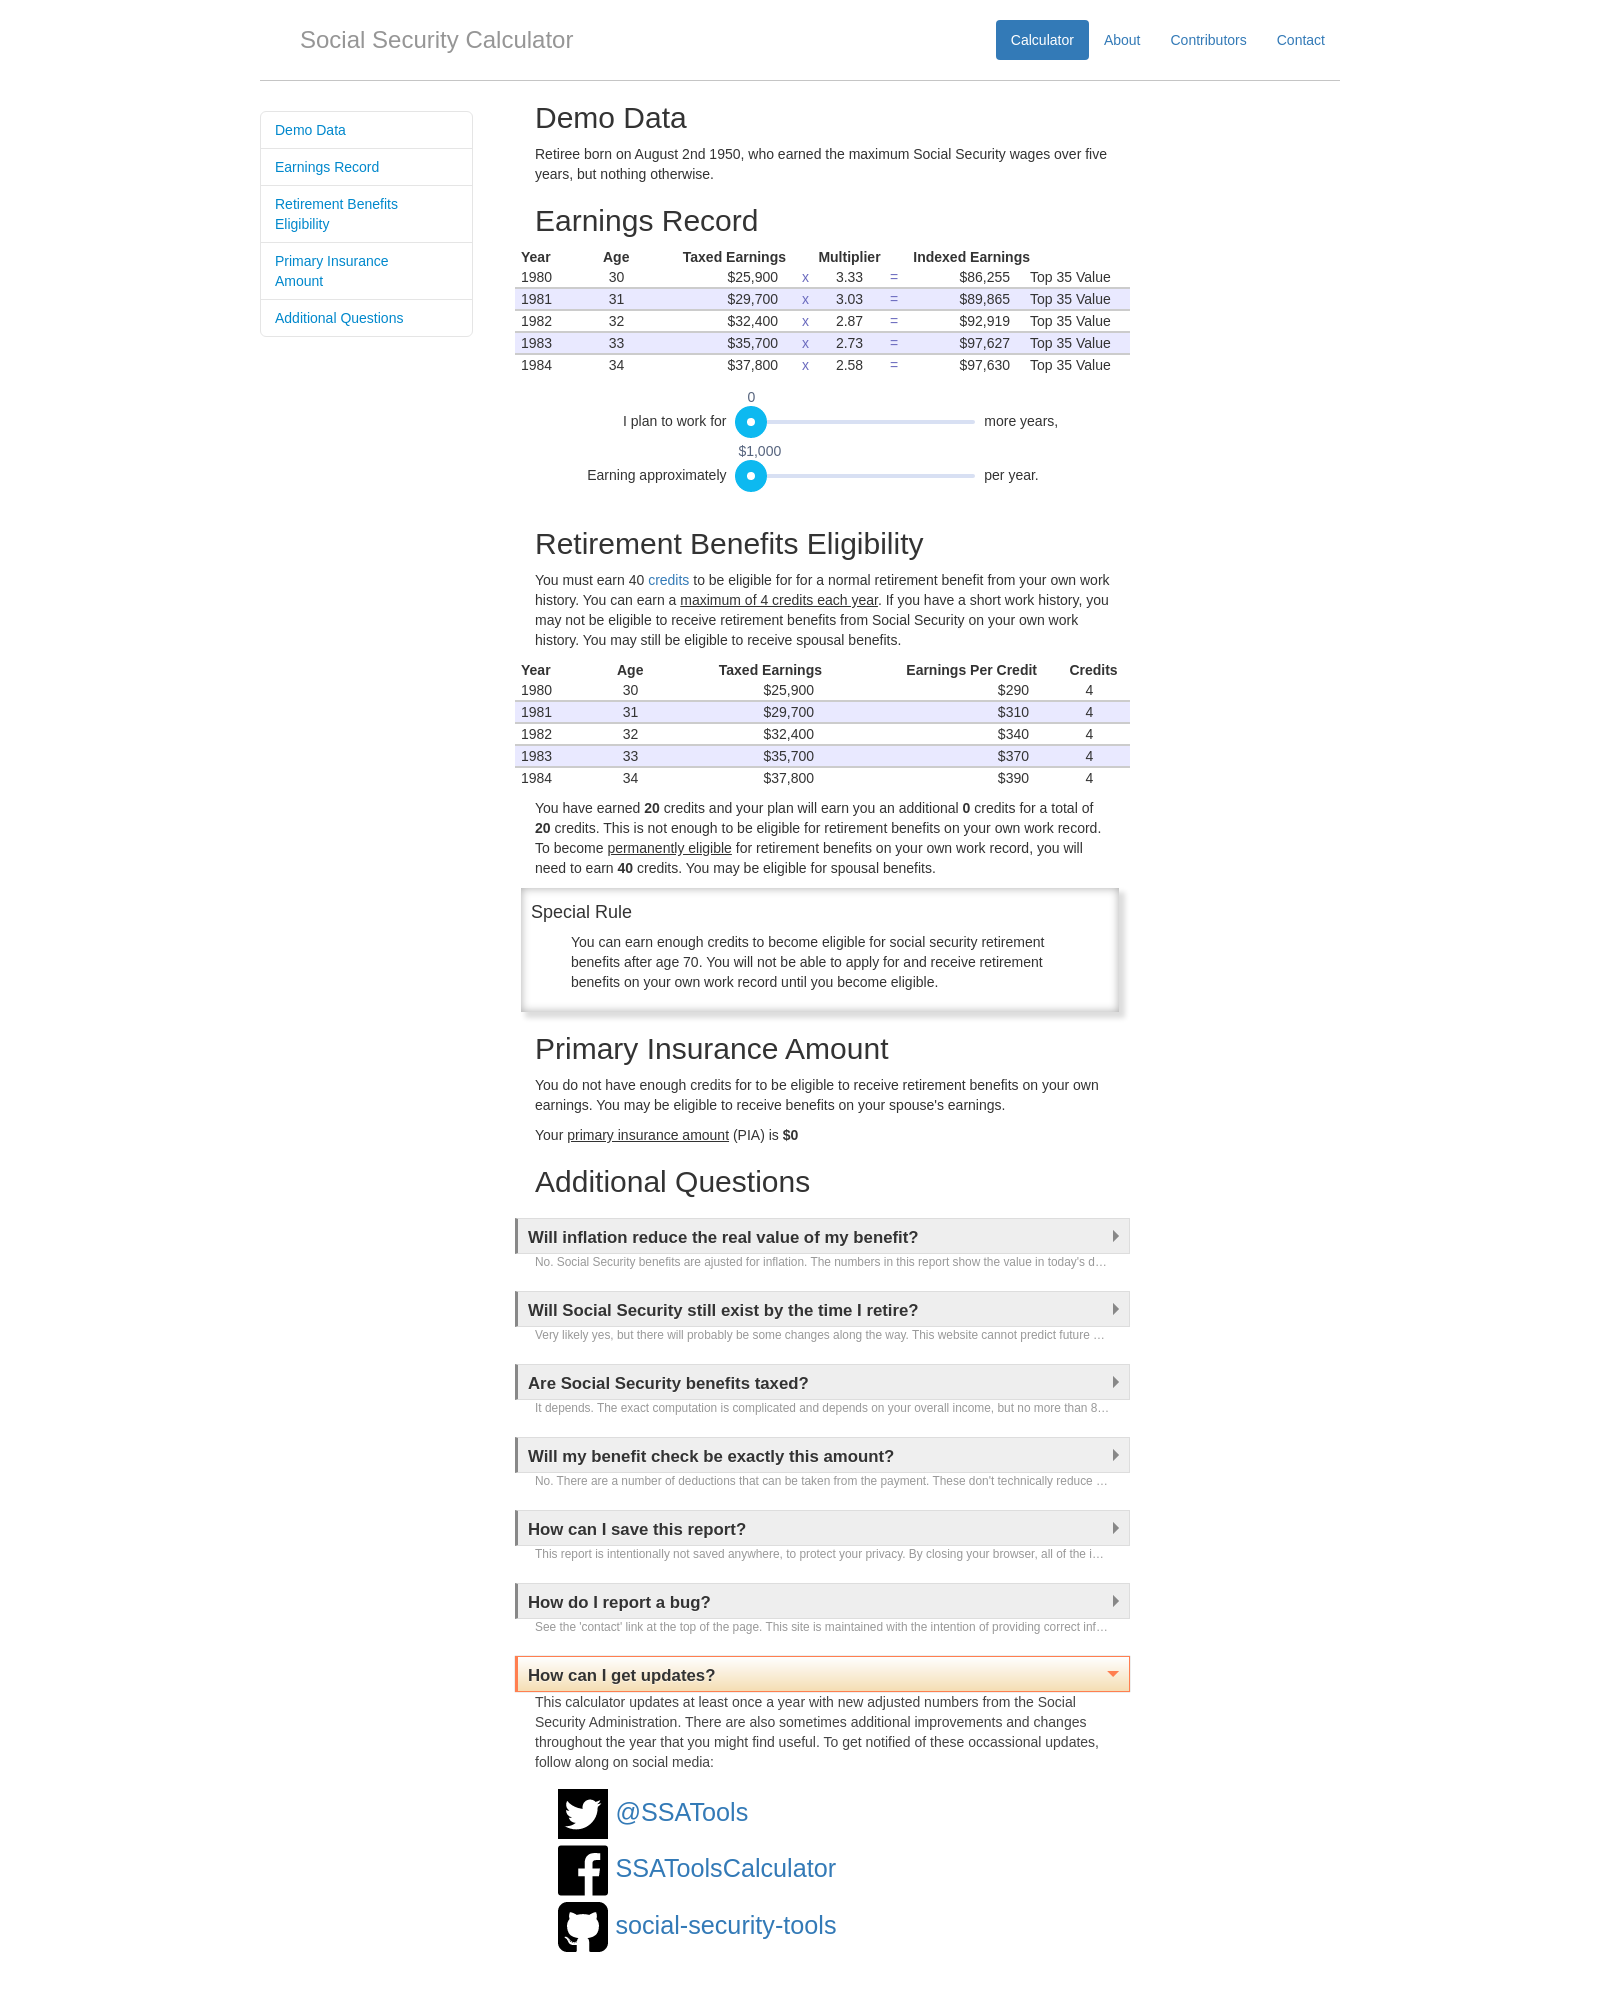 Social Security Calculator
Calculator About Contributors Contact
Demo Data
Earnings Record
Retirement Benefits
Eligibility
Primary Insurance
Amount
Additional Questions
Demo Data
Retiree born on August 2nd 1950, who earned the maximum Social Security wages over five
years, but nothing otherwise.
Earnings Record
Year Age Taxed Earnings Multiplier Indexed Earnings
1980 30 $25,900 x 3.33 = $86,255 Top 35 Value
1981 31 $29,700 x 3.03 = $89,865 Top 35 Value
1982 32 $32,400 x 2.87 = $92,919 Top 35 Value
1983 33 $35,700 x 2.73 = $97,627 Top 35 Value
1984 34 $37,800 x 2.58 = $97,630 Top 35 Value
0
I plan to work for more years,
$1,000
Earning approximately per year.
Retirement Benefits Eligibility
You must earn 40 credits to be eligible for for a normal retirement benefit from your own work
history. You can earn a maximum of 4 credits each year. If you have a short work history, you
may not be eligible to receive retirement benefits from Social Security on your own work
history. You may still be eligible to receive spousal benefits.
Year Age Taxed Earnings Earnings Per Credit Credits
1980 30 $25,900 $290 4
1981 31 $29,700 $310 4
1982 32 $32,400 $340 4
1983 33 $35,700 $370 4
1984 34 $37,800 $390 4
You have earned 20 credits and your plan will earn you an additional 0 credits for a total of
20 credits. This is not enough to be eligible for retirement benefits on your own work record.
To become permanently eligible for retirement benefits on your own work record, you will
need to earn 40 credits. You may be eligible for spousal benefits.
Special Rule
You can earn enough credits to become eligible for social security retirement
benefits after age 70. You will not be able to apply for and receive retirement
benefits on your own work record until you become eligible.
Primary Insurance Amount
You do not have enough credits for to be eligible to receive retirement benefits on your own
earnings. You may be eligible to receive benefits on your spouse's earnings.
Your primary insurance amount (PIA) is $0
Additional Questions
Will inflation reduce the real value of my benefit?
No. Social Security benefits are ajusted for inflation. The numbers in this report show the value in today's d…
Will Social Security still exist by the time I retire?
Very likely yes, but there will probably be some changes along the way. This website cannot predict future …
Are Social Security benefits taxed?
It depends. The exact computation is complicated and depends on your overall income, but no more than 8…
Will my benefit check be exactly this amount?
No. There are a number of deductions that can be taken from the payment. These don't technically reduce …
How can I save this report?
This report is intentionally not saved anywhere, to protect your privacy. By closing your browser, all of the i…
How do I report a bug?
See the 'contact' link at the top of the page. This site is maintained with the intention of providing correct inf…
How can I get updates?
This calculator updates at least once a year with new adjusted numbers from the Social
Security Administration. There are also sometimes additional improvements and changes
throughout the year that you might find useful. To get notified of these occassional updates,
follow along on social media:
@SSATools
SSAToolsCalculator
social-security-tools